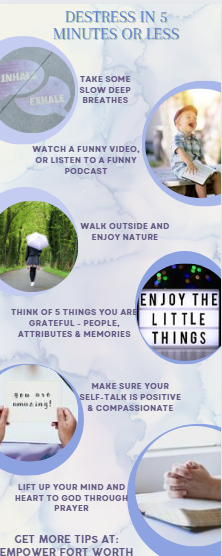 DESTRESS IN 5
MINUTES OR LESS
INHALE
EXHALE
TAKE SOME
SLOW DEEP
BREATHES
WATCH A FUNNY VIDEO,
OR LISTEN TO A FUNNY
PODCAST
WALK OUTSIDE AND
ENJOY NATURE
ENJOY THE
LITTLE
THINGS
THINK OF 5 THINGS YOU ARE
GRATEFUL - PEOPLE,
ATTRIBUTES & MEMORIES
you are
amazing!
MAKE SURE YOUR
SELF-TALK IS POSITIVE
& COMPASSIONATE
LIFT UP YOUR MIND AND
HEART TO GOD THROUGH
PRAYER
GET MORE TIPS AT:
EMPOWER FORT WORTH